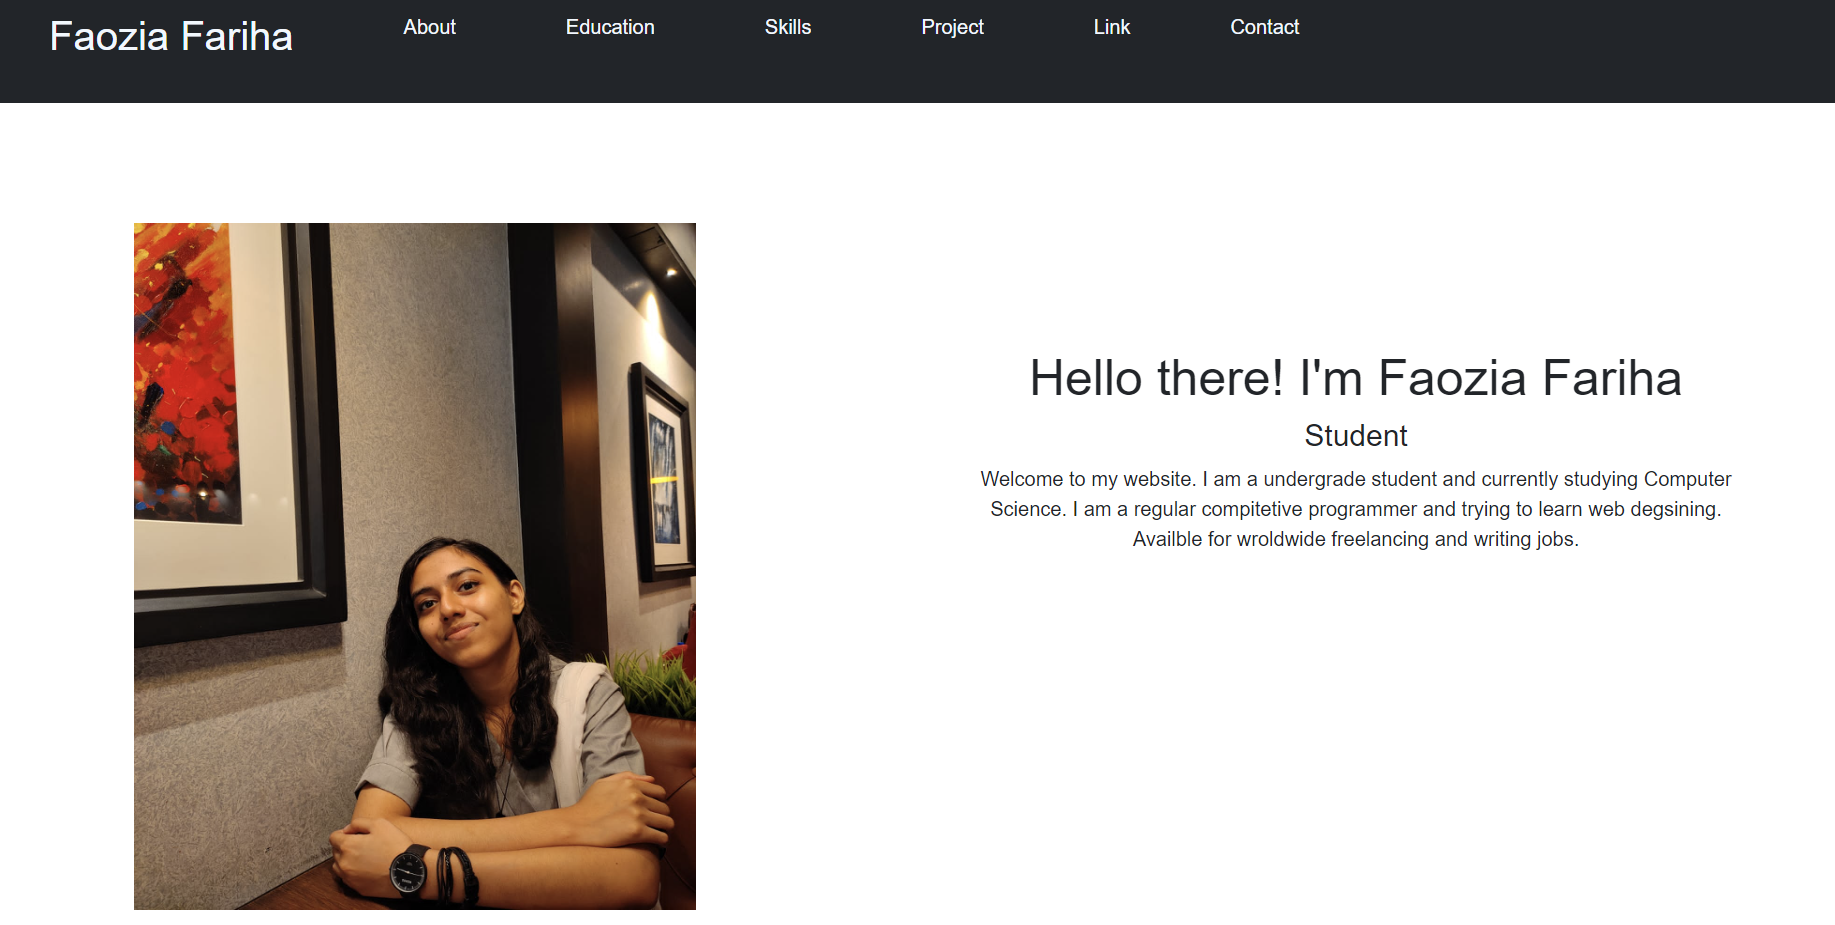 Faozia Fariha
About
Education
Skills
Project
Link
Contact
Hello there! I'm Faozia Fariha
Student
Welcome to my website. I am a undergrade student and currently studying Computer
Science. I am a regular compitetive programmer and trying to learn web degsining.
Availble for wroldwide freelancing and writing jobs.